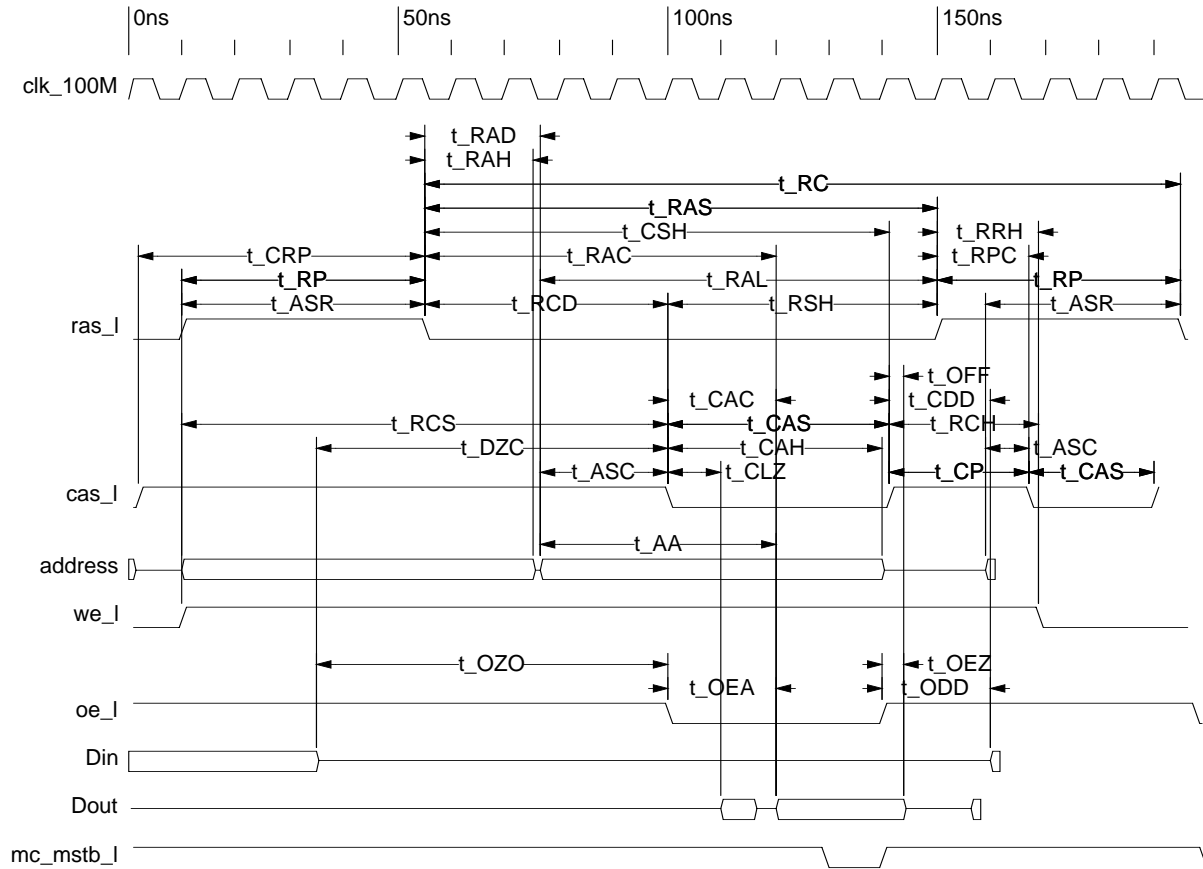 0ns 50ns 100ns 150ns
clk_100M
t_RAD
t_RAH
t_RC
t_RAS
t_CSH t_RRH
t_CRP t_RAC t_RPC
t_RP t_RAL t_RP
t_ASR t_RCD t_RSH t_ASR
ras_l
t_OFF
t_CAC t_CDD
t_RCS t_CAS t_RCH
t_DZC t_CAH t_ASC
t_ASC t_CLZ t_CP t_CAS
cas_l
t_AA
address
we_l
t_OZO t_OEZ
t_OEA t_ODD
oe_l
Din
Dout
mc_mstb_l